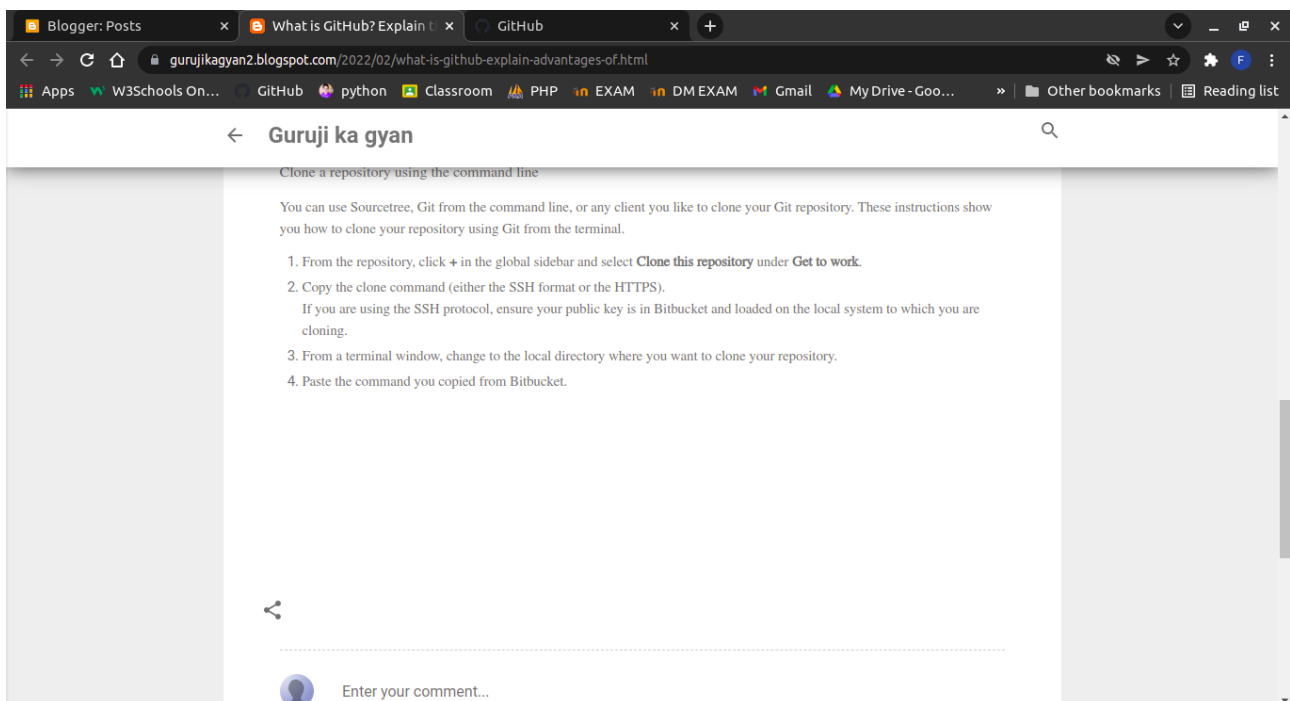 Blogger: Posts
What is GitHub? Explain t
GitHub
gurujikagyan2.blogspot.com/2022/02/what-is-github-explain-advantages-of.html
F
Apps W3Schools On... GitHub python Classroom PHP EXAM DM EXAM Gmail My Drive - Goo... » Other bookmarks Reading list
Guruji ka gyan
Clone a repository using the command line
You can use Sourcetree, Git from the command line, or any client you like to clone your Git repository. These instructions show
you how to clone your repository using Git from the terminal.
1. From the repository, click + in the global sidebar and select Clone this repository under Get to work.
2. Copy the clone command (either the SSH format or the HTTPS).
If you are using the SSH protocol, ensure your public key is in Bitbucket and loaded on the local system to which you are
cloning.
3. From a terminal window, change to the local directory where you want to clone your repository.
4. Paste the command you copied from Bitbucket.
Enter your comment...